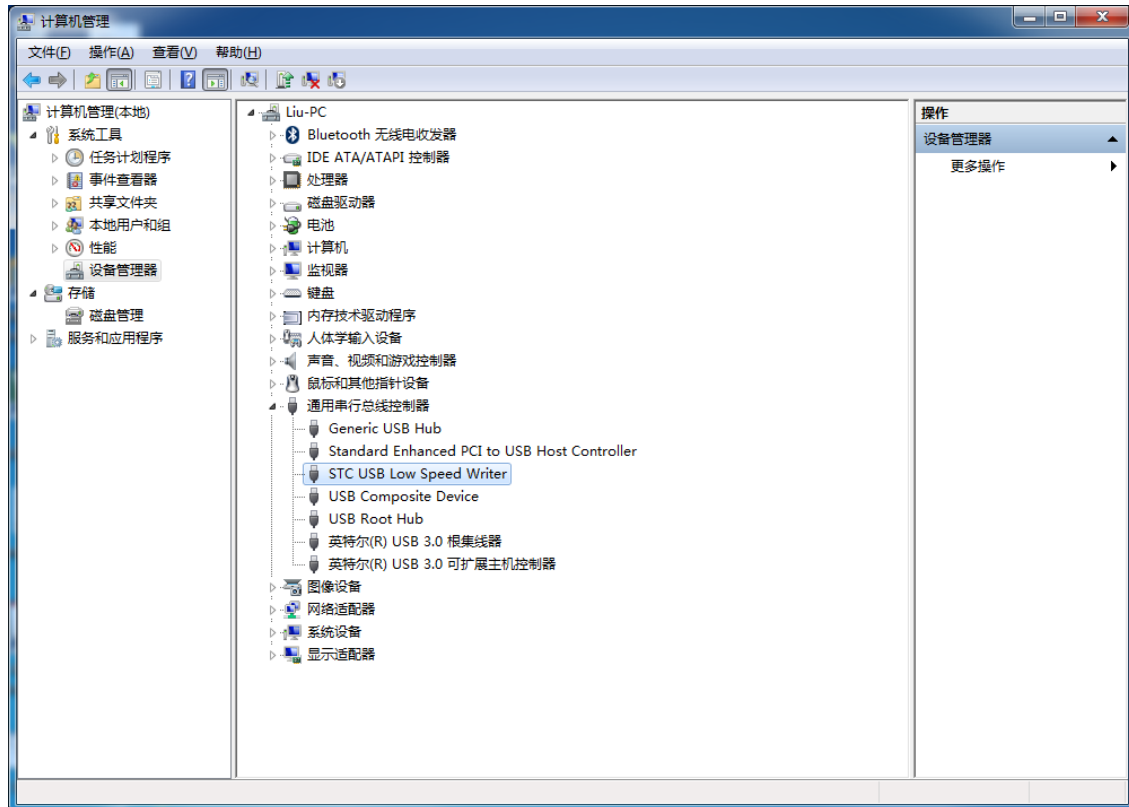 计算机管理
文件(F) 操作(A) 查看(V) 帮助(H)
计算机管理(本地)
系统工具
任务计划程序
事件查看器
共享文件夹
本地用户和组
性能
设备管理器
存储
磁盘管理
服务和应用程序
Liu-PC
Bluetooth 无线电收发器
IDE ATA/ATAPI 控制器
处理器
磁盘驱动器
电池
计算机
监视器
键盘
内存技术驱动程序
人体学输入设备
声音、视频和游戏控制器
鼠标和其他指针设备
通用串行总线控制器
Generic USB Hub
Standard Enhanced PCI to USB Host Controller
STC USB Low Speed Writer
USB Composite Device
USB Root Hub
英特尔(R) USB 3.0 根集线器
英特尔(R) USB 3.0 可扩展主机控制器
图像设备
网络适配器
系统设备
显示适配器
操作
设备管理器
更多操作